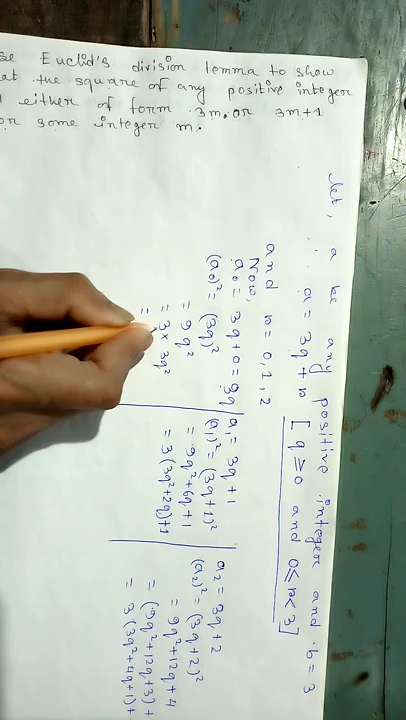 se Euclid's division lemma to show
at the square of any positive integer
either of form 3m, or 3m+1
or some integer m.
let, a be any positive integer and b = 3
∴ a = 3q + r [q ≥ 0 and 0 ≤ r < 3]
and r = 0, 1, 2
Now,
a₀ = 3q + 0 = 3q
(a₀)² = (3q)²
= 9q²
= 3 × 3q²
=
a₁ = 3q + 1
(a₁)² = (3q + 1)²
= 9q² + 6q + 1
= 3(3q² + 2q) + 1
a₂ = 3q + 2
(a₂)² = (3q + 2)²
= 9q² + 12q + 4
= (9q² + 12q + 3) +
= 3(3q² + 4q + 1) +